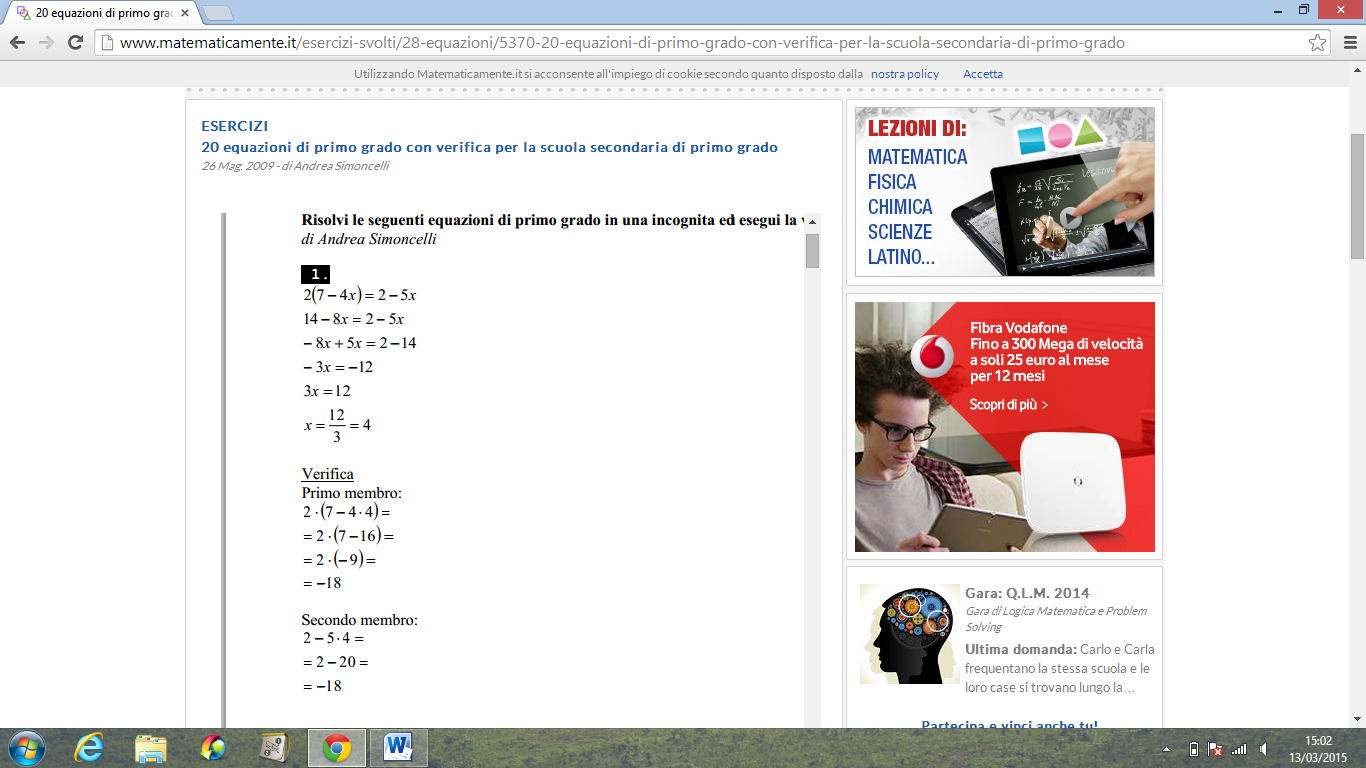 20 equazioni di primo grad
www.matematicamente.it/esercizi-svolti/28-equazioni/5370-20-equazioni-di-primo-grado-con-verifica-per-la-scuola-secondaria-di-primo-grado
Utilizzando Matematicamente.it si acconsente all'impiego di cookie secondo quanto disposto dalla nostra policy Accetta
ESERCIZI
20 equazioni di primo grado con verifica per la scuola secondaria di primo grado
26 Mag. 2009 - di Andrea Simoncelli
Risolvi le seguenti equazioni di primo grado in una incognita ed esegui la v
di Andrea Simoncelli
1.
2(7 − 4x) = 2 − 5x
14 − 8x = 2 − 5x
− 8x + 5x = 2 − 14
− 3x = −12
3x = 12
x = 12/3 = 4
Verifica
Primo membro:
2 · (7 − 4 · 4) =
= 2 · (7 − 16) =
= 2 · (− 9) =
= −18
Secondo membro:
2 − 5 · 4 =
= 2 − 20 =
= −18
LEZIONI DI:
MATEMATICA
FISICA
CHIMICA
SCIENZE
LATINO...
Fibra Vodafone
Fino a 300 Mega di velocità
a soli 25 euro al mese
per 12 mesi
Scopri di più >
Gara: Q.L.M. 2014
Gara di Logica Matematica e Problem
Solving
Ultima domanda: Carlo e Carla
frequentano la stessa scuola e le
loro case si trovano lungo la...
Partecipa e vinci anche tu!
15:02
13/03/2015